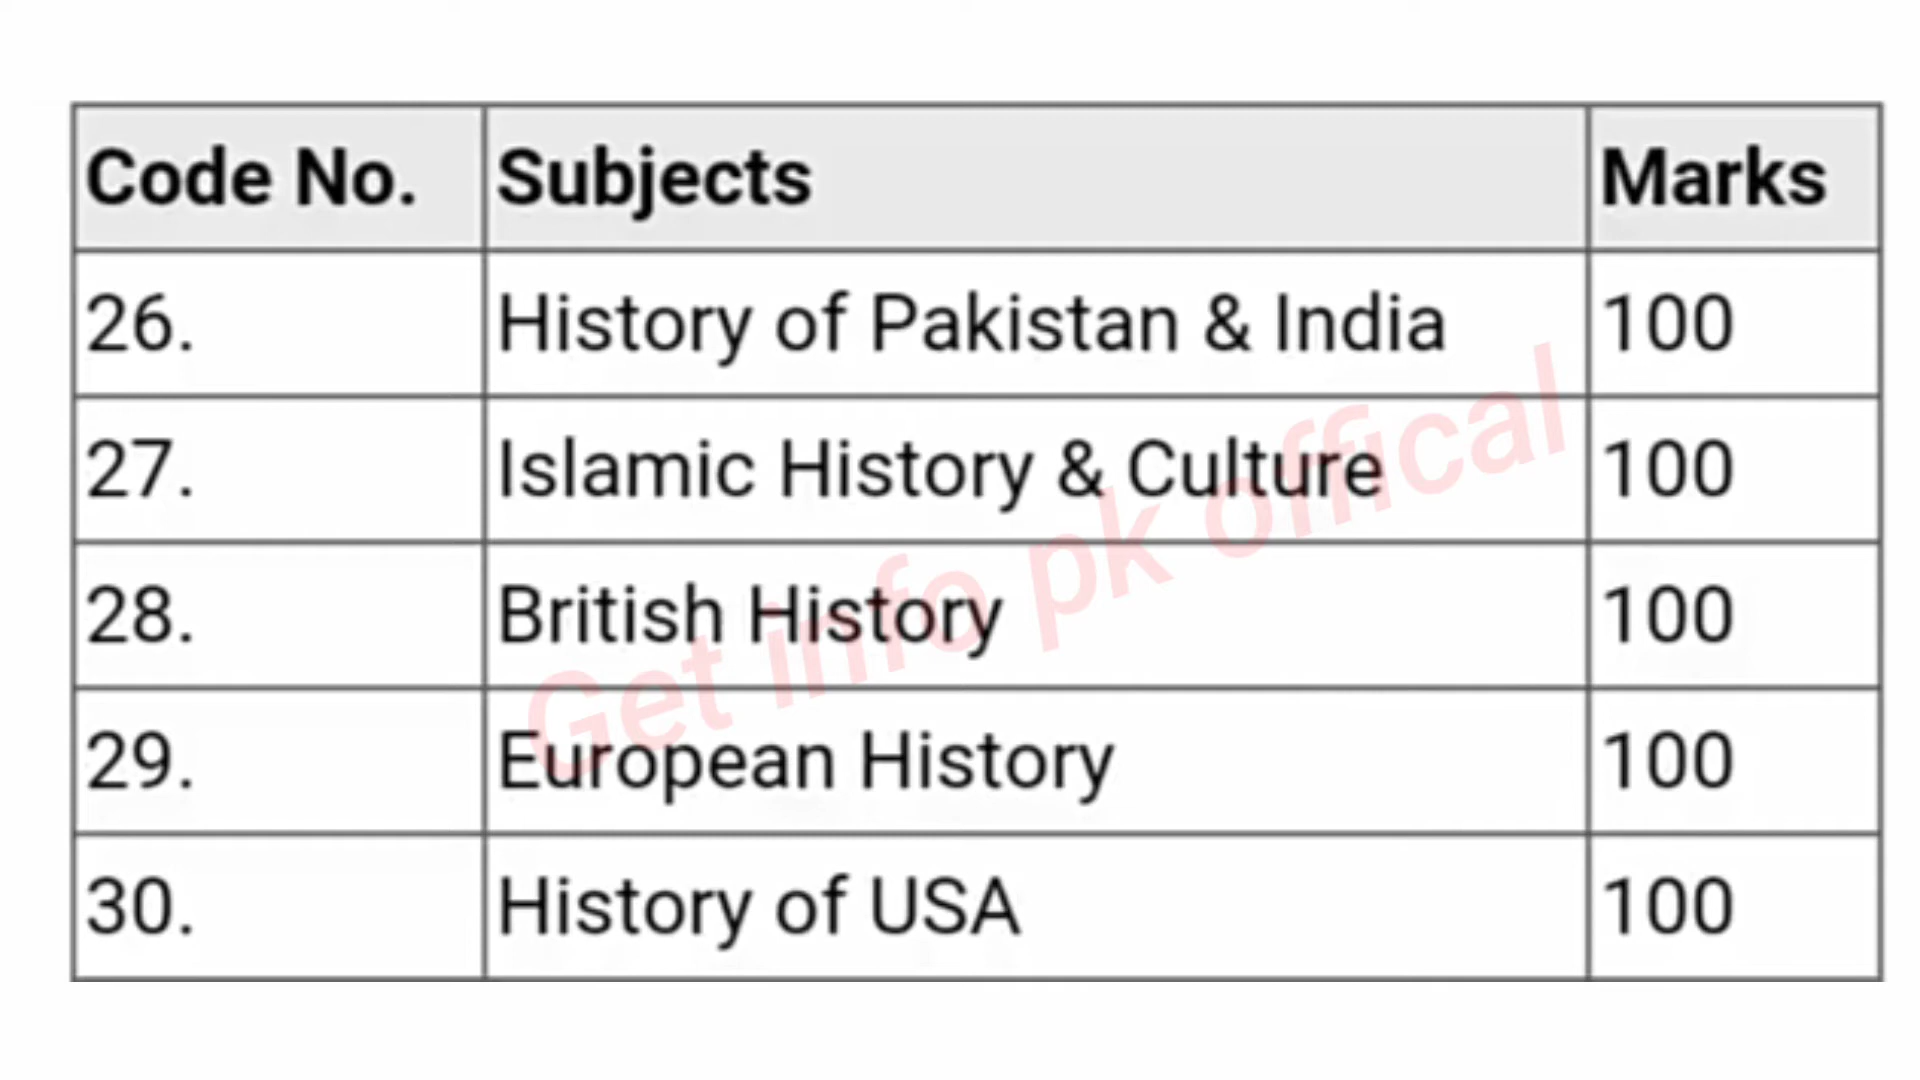 Code No. Subjects Marks
26. History of Pakistan & India 100
27. Islamic History & Culture 100
28. British History 100
29. European History 100
30. History of USA 100
Get info pk offical